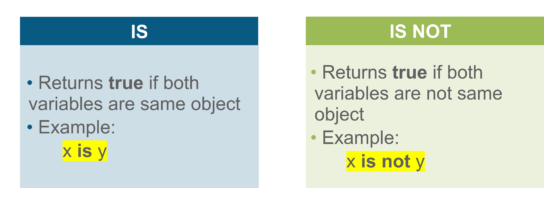 IS
• Returns true if both
variables are same object
• Example:
x is y
IS NOT
• Returns true if both
variables are not same
object
• Example:
x is not y